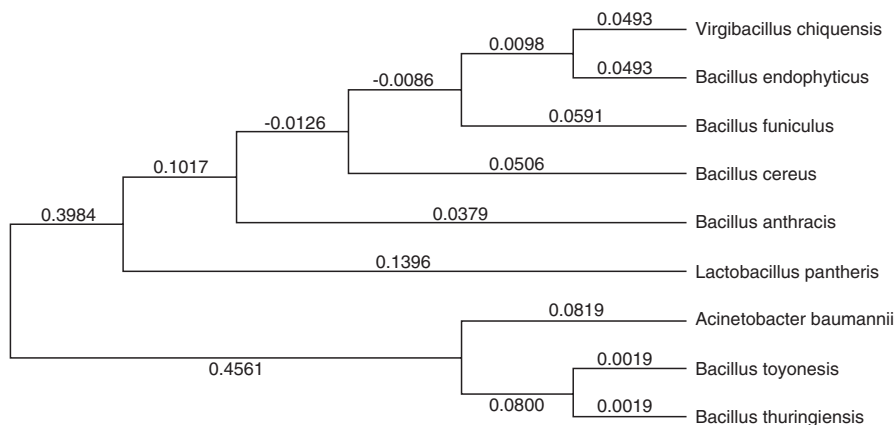 0.0493
Virgibacillus chiquensis
0.0098
0.0493
Bacillus endophyticus
-0.0086
0.0591
Bacillus funiculus
-0.0126
0.0506
Bacillus cereus
0.1017
0.0379
Bacillus anthracis
0.3984
0.1396
Lactobacillus pantheris
0.0819
Acinetobacter baumannii
0.4561
0.0019
Bacillus toyonesis
0.0800
0.0019
Bacillus thuringiensis